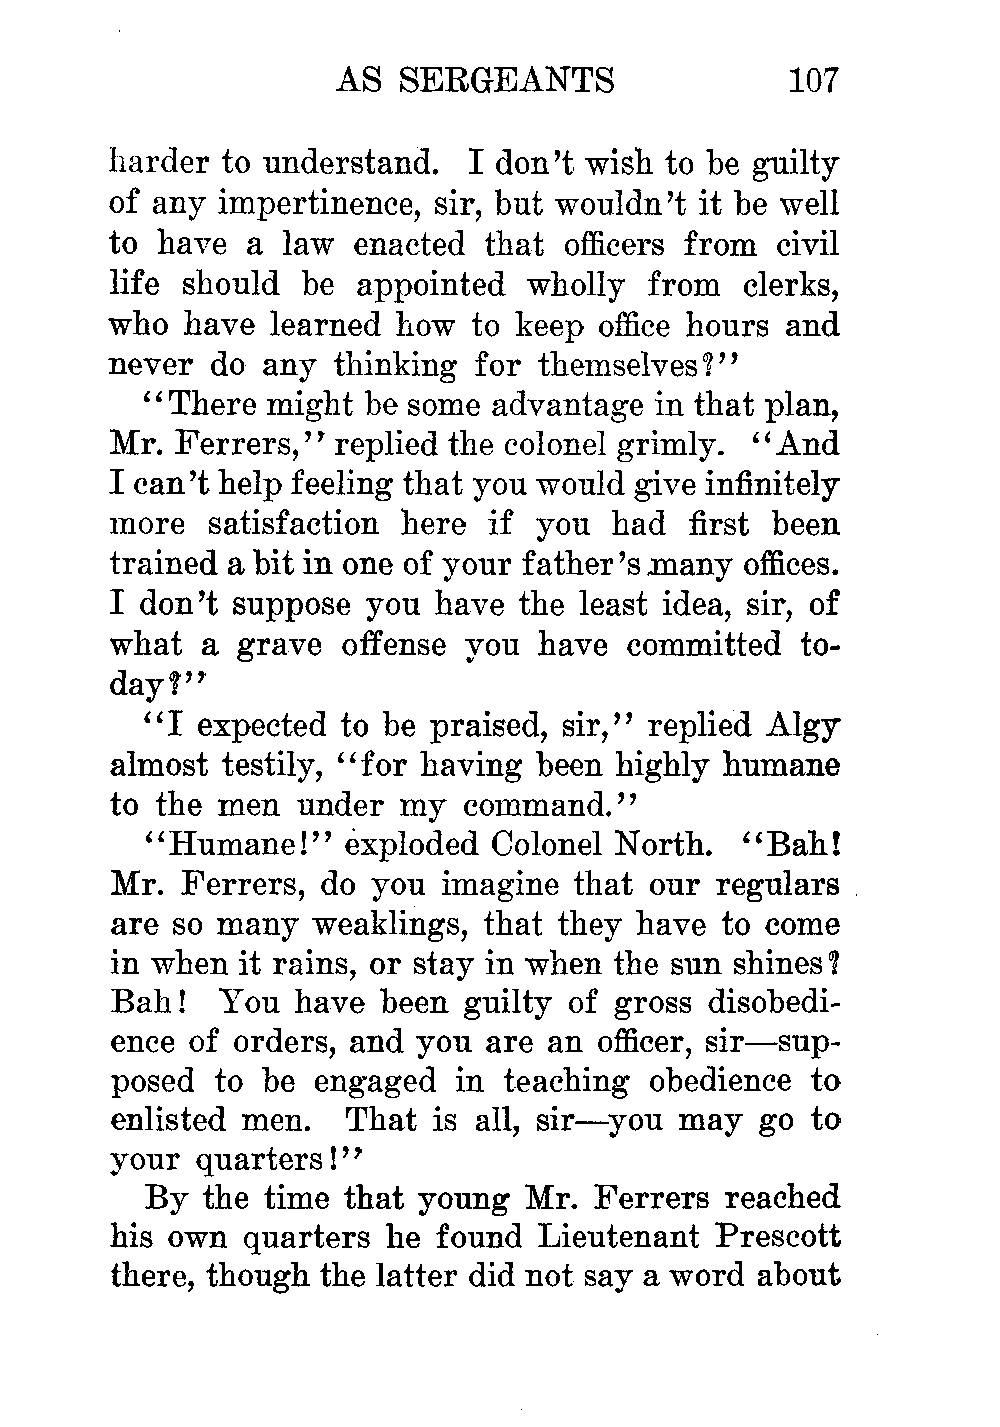 AS SERGEANTS 107
harder to understand. I don't wish to be guilty
of any impertinence, sir, but wouldn't it be well
to have a law enacted that officers from civil
life should be appointed wholly from clerks,
who have learned how to keep office hours and
never do any thinking for themselves?"
"There might be some advantage in that plan,
Mr. Ferrers," replied the colonel grimly. "And
I can't help feeling that you would give infinitely
more satisfaction here if you had first been
trained a bit in one of your father's many offices.
I don't suppose you have the least idea, sir, of
what a grave offense you have committed to-
day?"
"I expected to be praised, sir," replied Algy
almost testily, "for having been highly humane
to the men under my command."
"Humane!" exploded Colonel North. "Bah!
Mr. Ferrers, do you imagine that our regulars
are so many weaklings, that they have to come
in when it rains, or stay in when the sun shines?
Bah! You have been guilty of gross disobedi-
ence of orders, and you are an officer, sir—sup-
posed to be engaged in teaching obedience to
enlisted men. That is all, sir—you may go to
your quarters!"
By the time that young Mr. Ferrers reached
his own quarters he found Lieutenant Prescott
there, though the latter did not say a word about